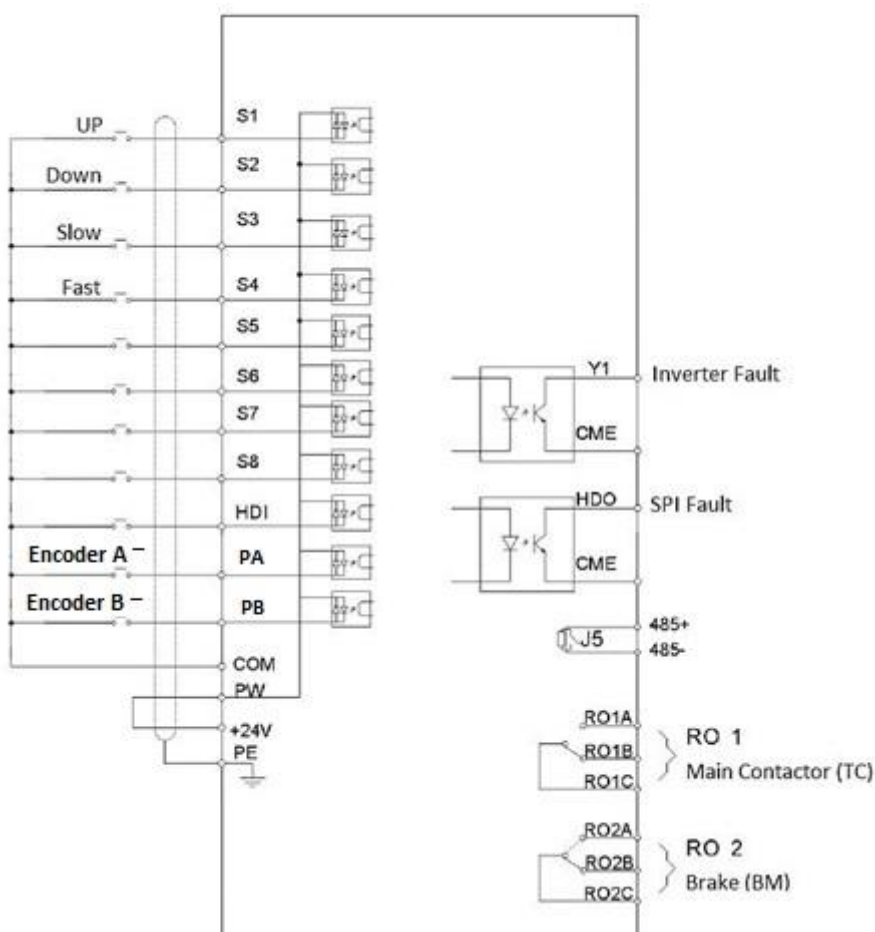 UP S1
Down S2
Slow S3
Fast S4
S5
S6
S7
S8
HDI
Encoder A – PA
Encoder B – PB
COM
PW
+24V
PE
Y1 Inverter Fault
CME
HDO SPI Fault
CME
485+
J5
485-
RO1A
RO1B
RO1C
RO 1
Main Contactor (TC)
RO2A
RO2B
RO2C
RO 2
Brake (BM)